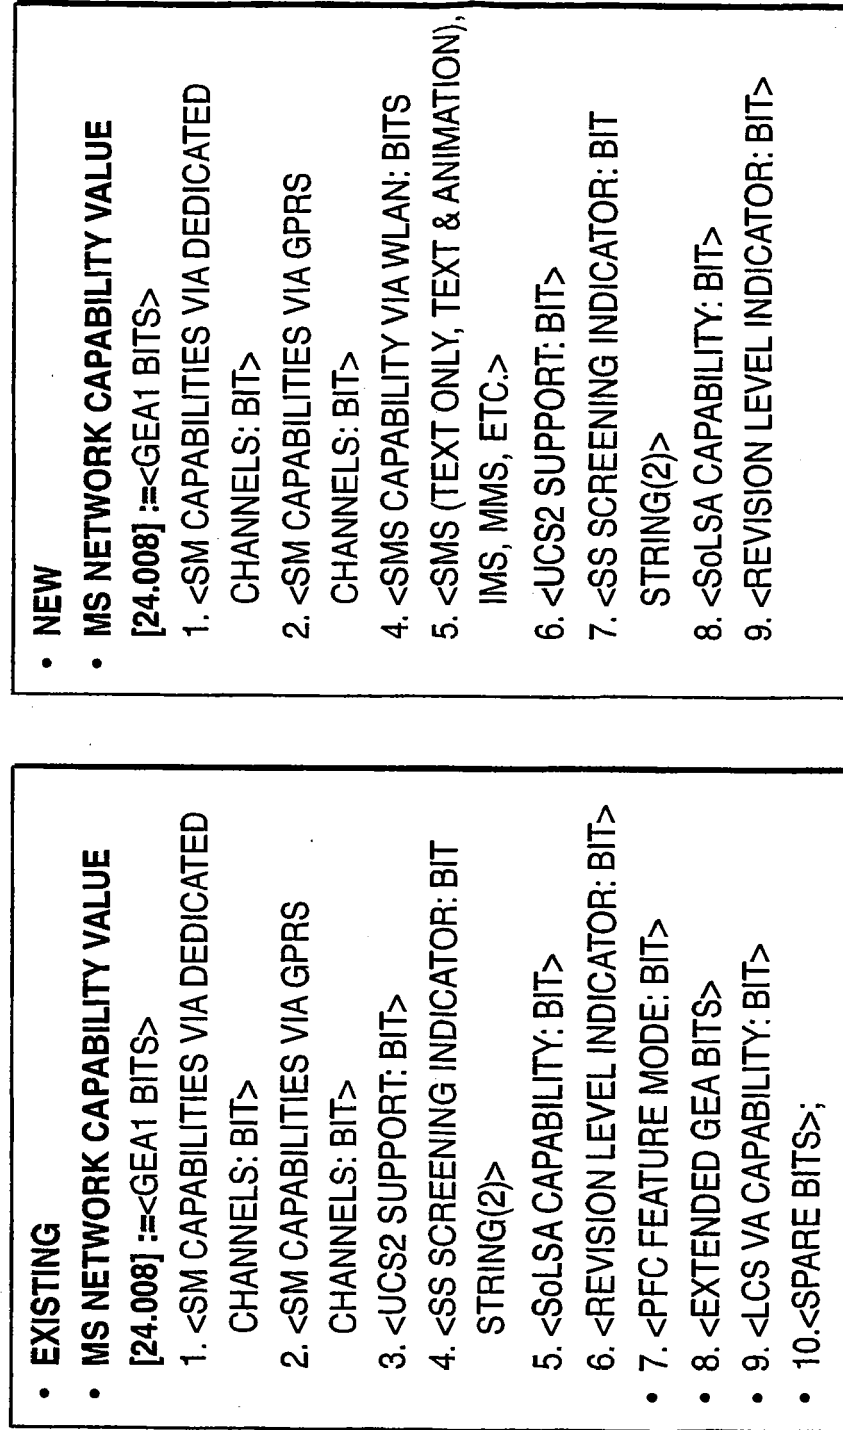 • EXISTING
• MS NETWORK CAPABILITY VALUE
[24.008] :=<GEA1 BITS>
1. <SM CAPABILITIES VIA DEDICATED
CHANNELS: BIT>
2. <SM CAPABILITIES VIA GPRS
CHANNELS: BIT>
3. <UCS2 SUPPORT: BIT>
4. <SS SCREENING INDICATOR: BIT
STRING(2)>
5. <SoLSA CAPABILITY: BIT>
6. <REVISION LEVEL INDICATOR: BIT>
• 7. <PFC FEATURE MODE: BIT>
• 8. <EXTENDED GEA BITS>
• 9. <LCS VA CAPABILITY: BIT>
• 10.<SPARE BITS>;
• NEW
• MS NETWORK CAPABILITY VALUE
[24.008] :=<GEA1 BITS>
1. <SM CAPABILITIES VIA DEDICATED
CHANNELS: BIT>
2. <SM CAPABILITIES VIA GPRS
CHANNELS: BIT>
4. <SMS CAPABILITY VIA WLAN: BITS
5. <SMS (TEXT ONLY, TEXT & ANIMATION),
IMS, MMS, ETC.>
6. <UCS2 SUPPORT: BIT>
7. <SS SCREENING INDICATOR: BIT
STRING(2)>
8. <SoLSA CAPABILITY: BIT>
9. <REVISION LEVEL INDICATOR: BIT>